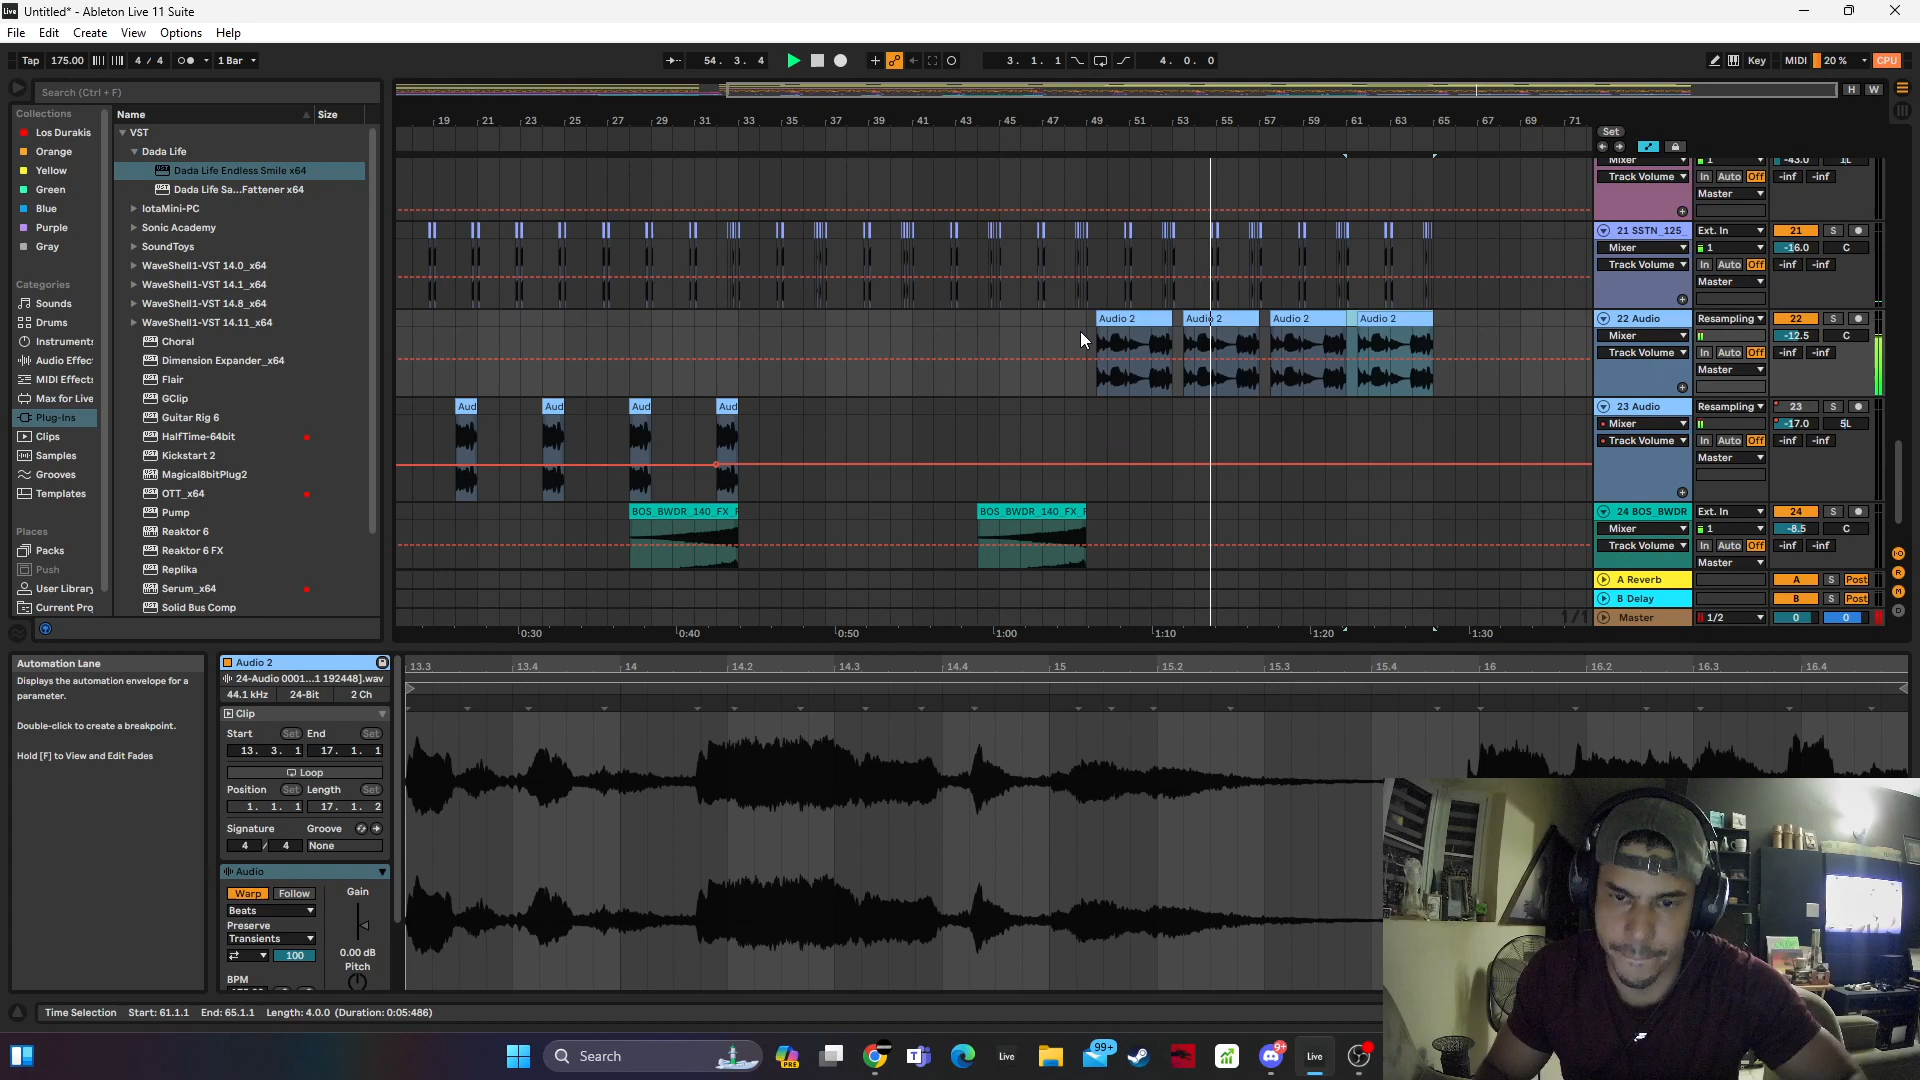 Live Untitled* - Ableton Live 11 Suite
File Edit Create View Options Help
Tap 175.00 4 / 4 1 Bar 54. 3. 4 3. 1. 1 4. 0. 0 Key MIDI 20 % CPU
Search (Ctrl + F)
H W
Collections
Los Durakis
Orange
Yellow
Green
Blue
Purple
Gray
Categories
Sounds
Drums
Instruments
Audio Effec
MIDI Effects
Max for Live
Plug-Ins
Clips
Samples
Grooves
Templates
Places
Packs
Push
User Library
Current Pro
Name Size
VST
Dada Life
Dada Life Endless Smile x64
Dada Life Sa...Fattener x64
IotaMini-PC
Sonic Academy
SoundToys
WaveShell1-VST 14.0_x64
WaveShell1-VST 14.1_x64
WaveShell1-VST 14.8_x64
WaveShell1-VST 14.11_x64
Choral
Dimension Expander_x64
Flair
GClip
Guitar Rig 6
HalfTime-64bit
Kickstart 2
Magical8bitPlug2
OTT_x64
Pump
Reaktor 6
Reaktor 6 FX
Replika
Serum_x64
Solid Bus Comp
19 21 23 25 27 29 31 33 35 37 39 41 43 45 47 49 51 53 55 57 59 61 63 65 67 69 71
Set
Mixer 1 -43.0 1L
Track Volume In Auto Off -inf -inf
Master
21 SSTN_125_ Ext. In 21 S
Mixer 1 -16.0 C
Track Volume In Auto Off -inf -inf
Master
Audio 2 Audio 2 Audio 2 Audio 2
22 Audio Resampling 22 S
Mixer -12.5 C
Track Volume In Auto Off -inf -inf
Master
Aud Aud Aud Aud
23 Audio Resampling 23 S
Mixer -17.0 5L
Track Volume In Auto Off -inf -inf
Master
BOS_BWDR_140_FX_F BOS_BWDR_140_FX_F
24 BOS_BWDR Ext. In 24 S
Mixer 1 -8.5 C
Track Volume In Auto Off -inf -inf
Master
A Reverb A S Post
B Delay B S Post
1/1 Master 1/2 0 0
0:30 0:40 0:50 1:00 1:10 1:20 1:30
Automation Lane
Displays the automation envelope for a
parameter.
Double-click to create a breakpoint.
Hold [F] to View and Edit Fades
Audio 2
24-Audio 0001...1 192448].wav
44.1 kHz 24-Bit 2 Ch
Clip
Start Set End Set
13. 3. 1 17. 1. 1
Loop
Position Set Length Set
1. 1. 1 17. 1. 2
Signature Groove
4 / 4 None
Audio
Warp Follow Gain
Beats
Preserve
Transients
100 0.00 dB
Pitch
BPM
13.3 13.4 14 14.2 14.3 14.4 15 15.2 15.3 15.4 16 16.2 16.3 16.4
Time Selection Start: 61.1.1 End: 65.1.1 Length: 4.0.0 (Duration: 0:05:486)
Search PRE Live 99+ 9+ Live